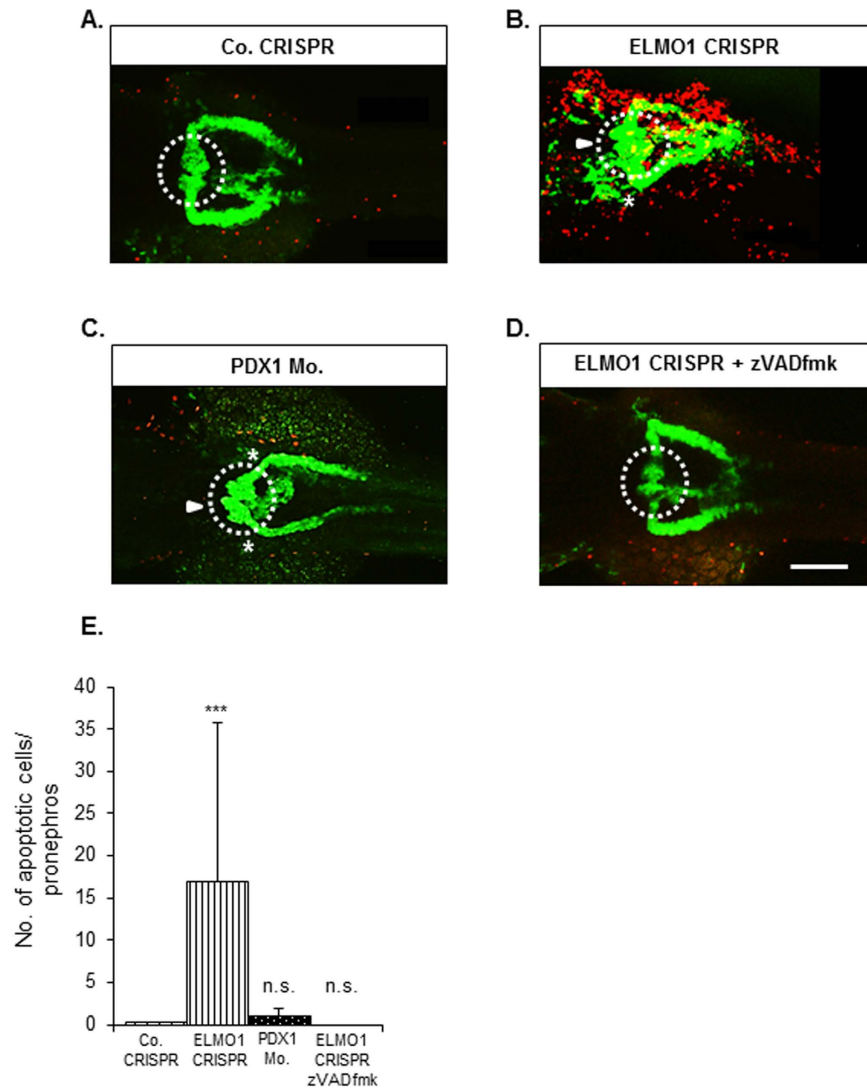 A.
Co. CRISPR
B.
ELMO1 CRISPR
*
C.
PDX1 Mo.
*
*
D.
ELMO1 CRISPR + zVADfmk
E.
No. of apoptotic cells/
pronephros
40
35
30
25
20
15
10
5
0
***
n.s.
n.s.
Co.
CRISPR
ELMO1
CRISPR
PDX1
Mo.
ELMO1
CRISPR
zVADfmk